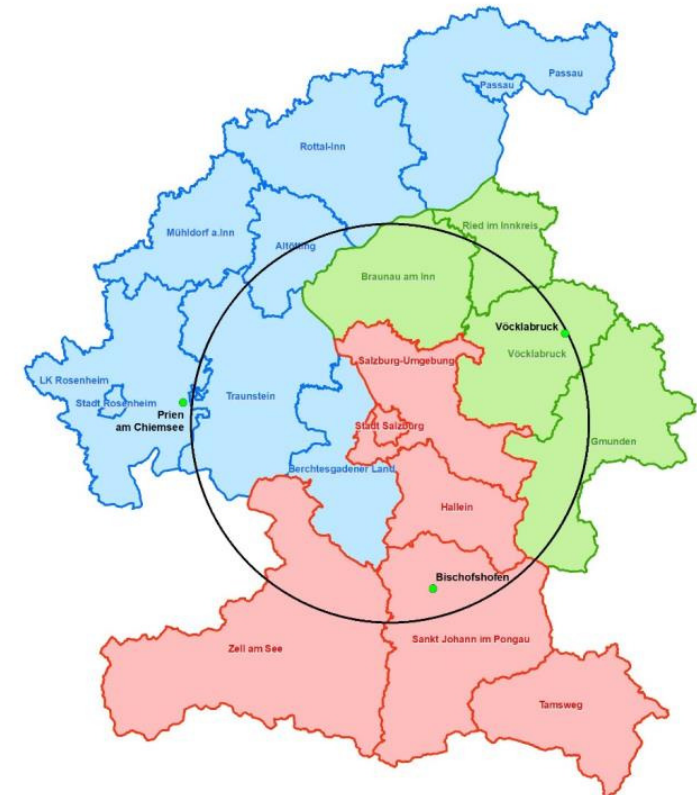 Passau
Passau
Rottal-Inn
Ried im Innkreis
Mühldorf a.Inn
Altötting
Braunau am Inn
Vöcklabruck
Vöcklabruck
Salzburg-Umgebung
LK Rosenheim
Stadt Rosenheim
Traunstein
Prien
am Chiemsee
Stadt Salzburg
Gmunden
Berchtesgadener Land
Hallein
Bischofshofen
Sankt Johann im Pongau
Zell am See
Tamsweg